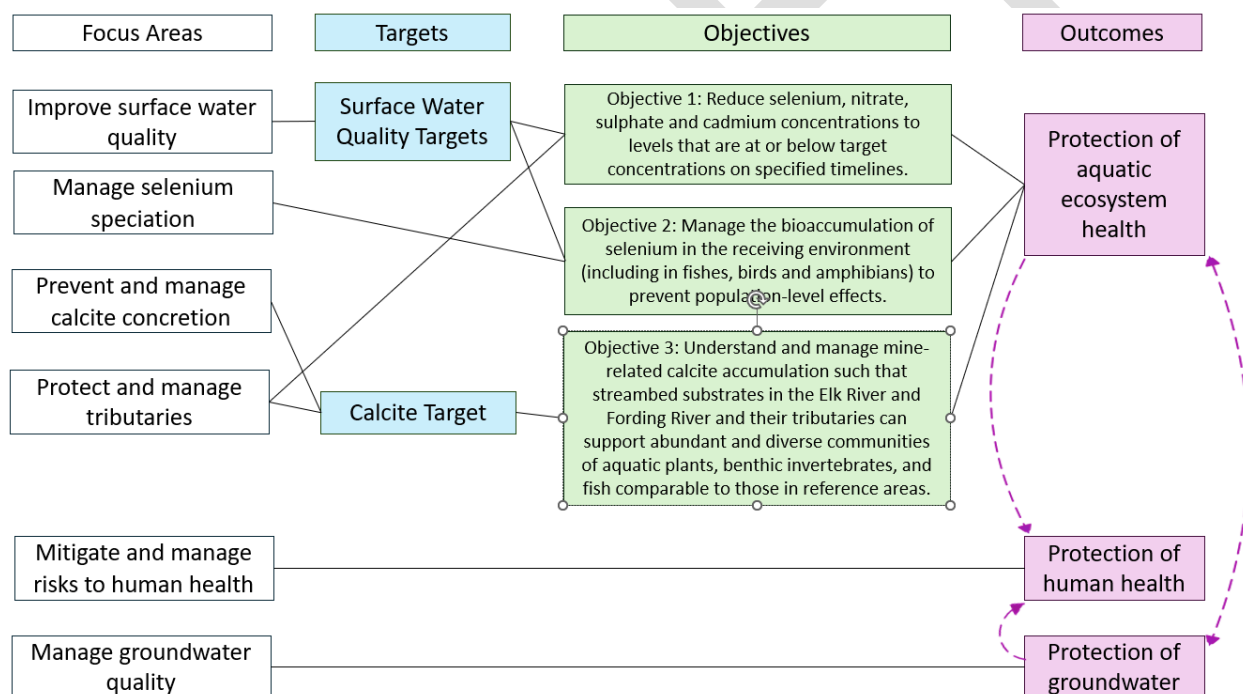 Focus Areas
Targets
Objectives
Outcomes
Improve surface water
quality
Surface Water
Quality Targets
Objective 1: Reduce selenium, nitrate,
sulphate and cadmium concentrations to
levels that are at or below target
concentrations on specified timelines.
Protection of
aquatic
ecosystem
health
Manage selenium
speciation
Objective 2: Manage the bioaccumulation of
selenium in the receiving environment
(including in fishes, birds and amphibians) to
prevent population-level effects.
Prevent and manage
calcite concretion
Protect and manage
tributaries
Calcite Target
Objective 3: Understand and manage mine-
related calcite accumulation such that
streambed substrates in the Elk River and
Fording River and their tributaries can
support abundant and diverse communities
of aquatic plants, benthic invertebrates, and
fish comparable to those in reference areas.
Mitigate and manage
risks to human health
Protection of
human health
Manage groundwater
quality
Protection of
groundwater